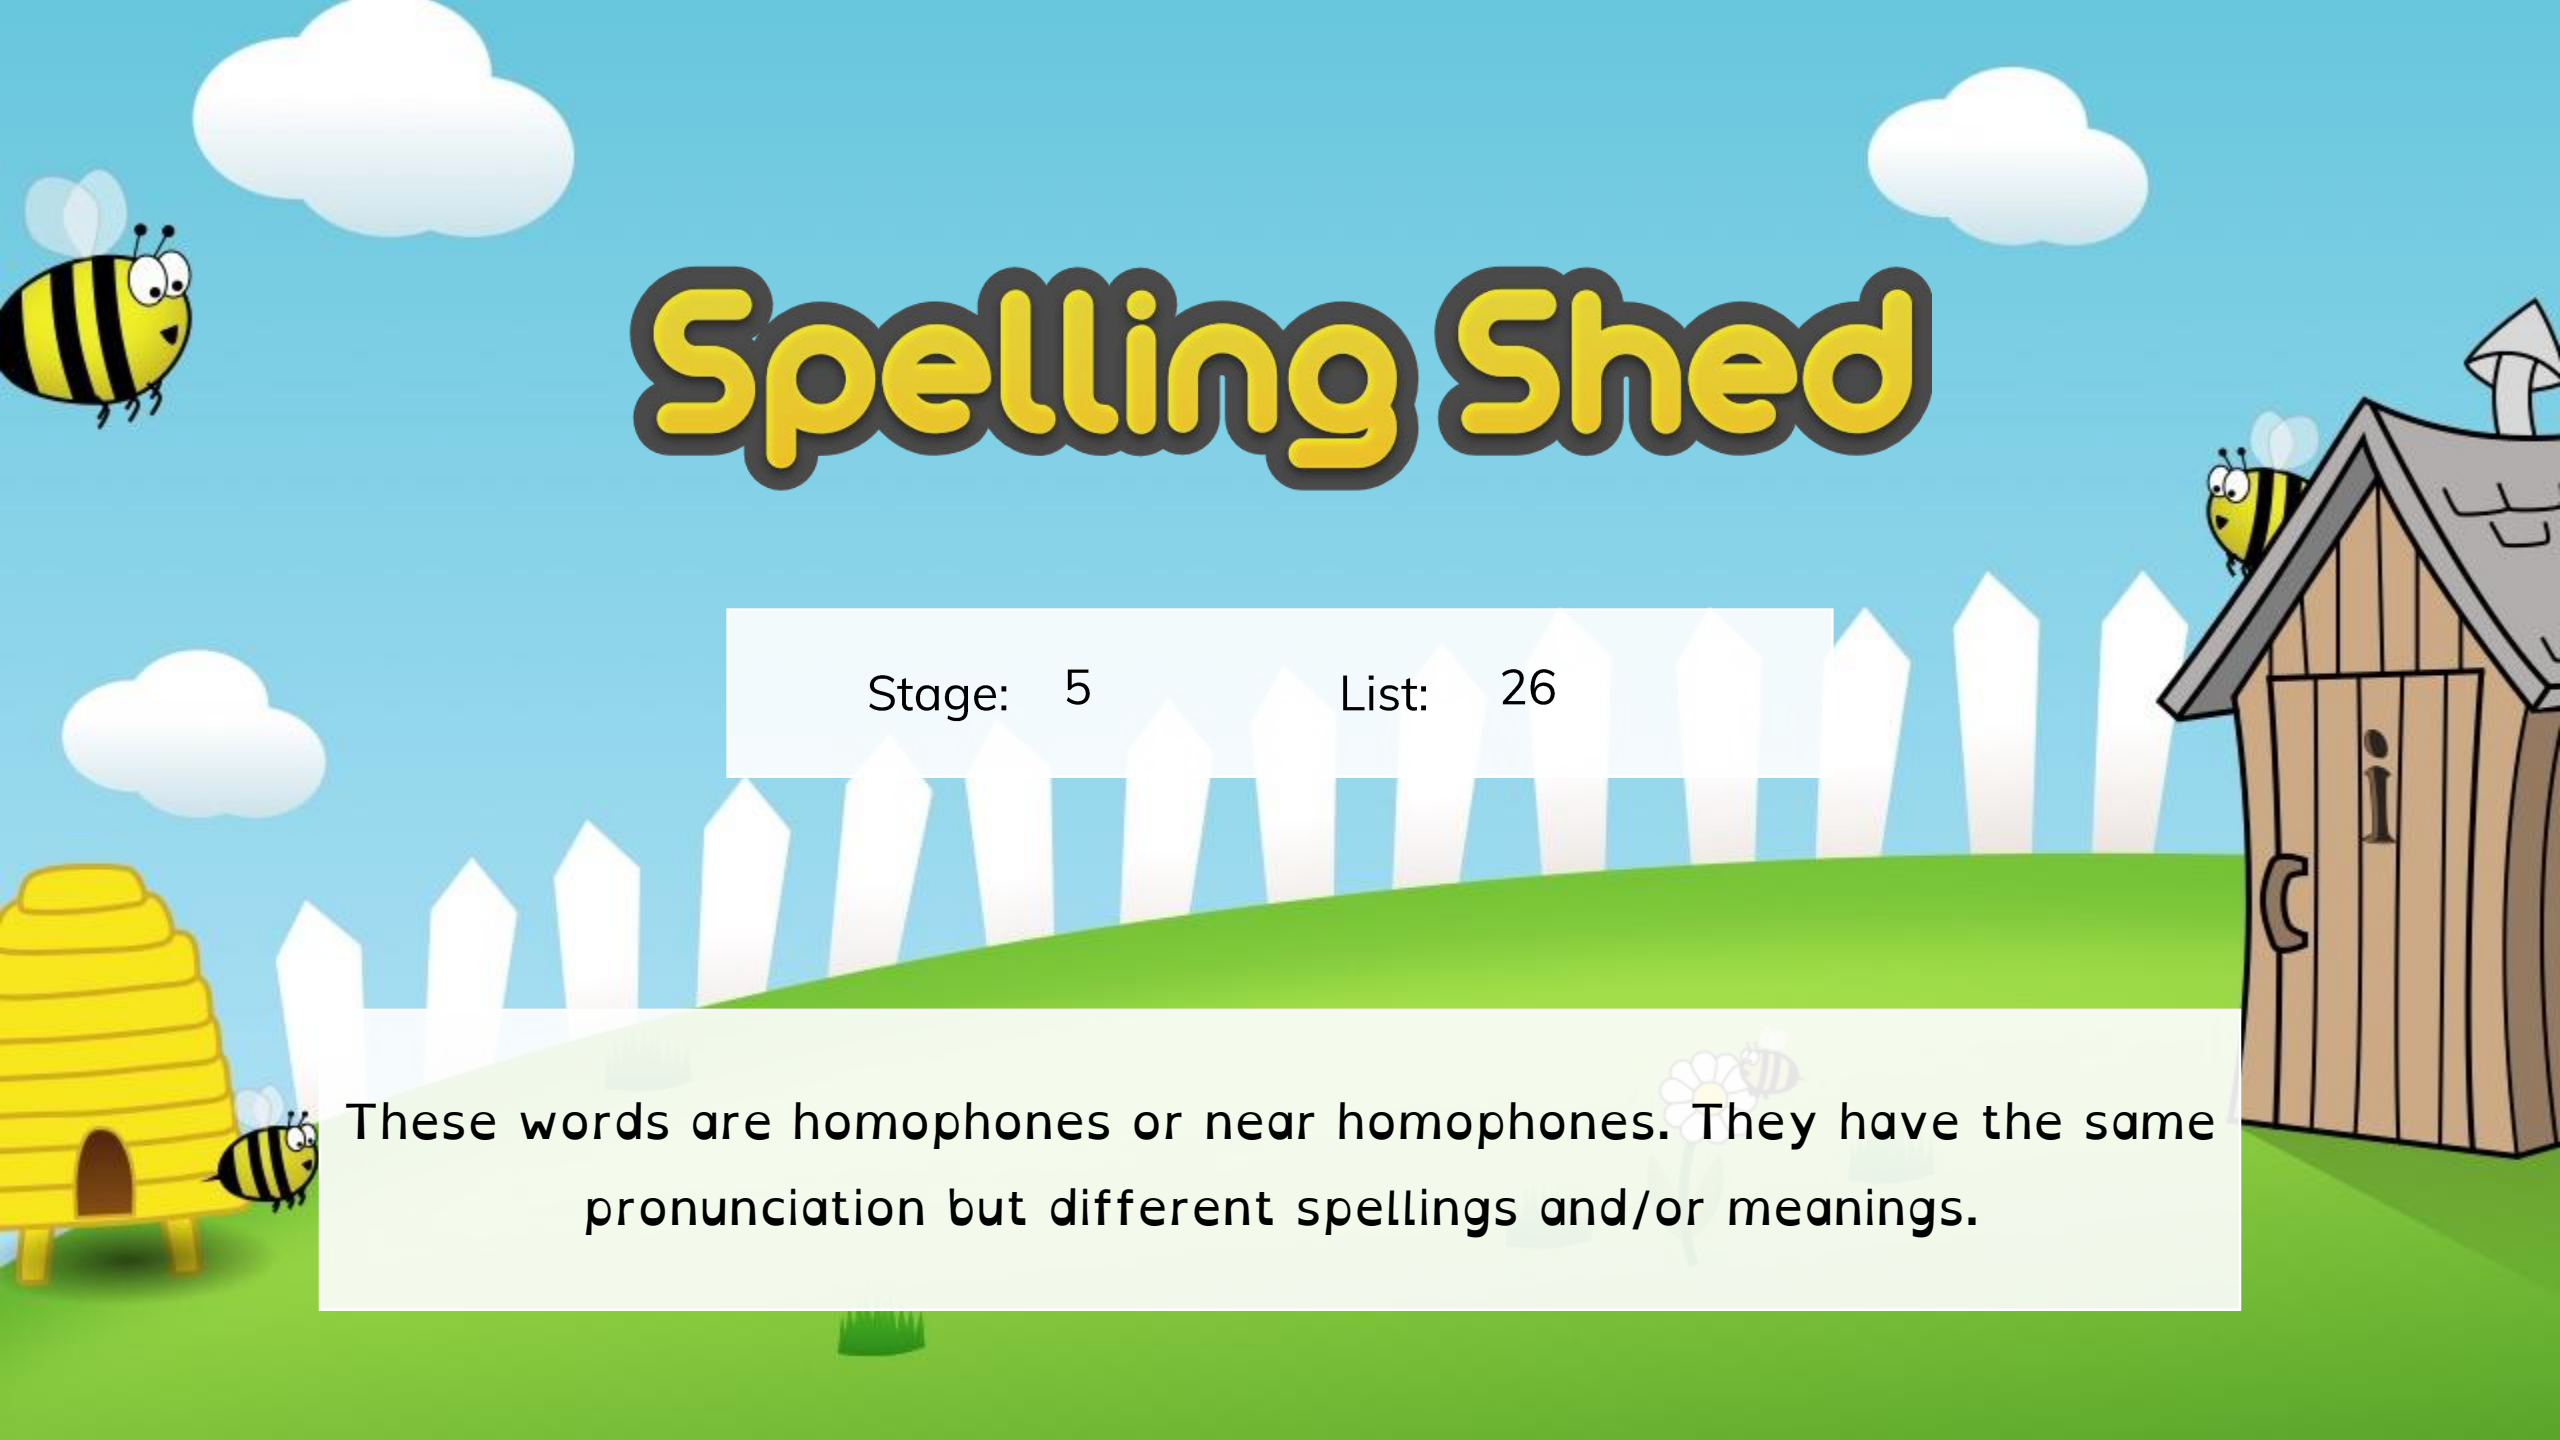 Spelling Shed
Stage: 5 List: 26
i
These words are homophones or near homophones. They have the same
pronunciation but different spellings and/or meanings.